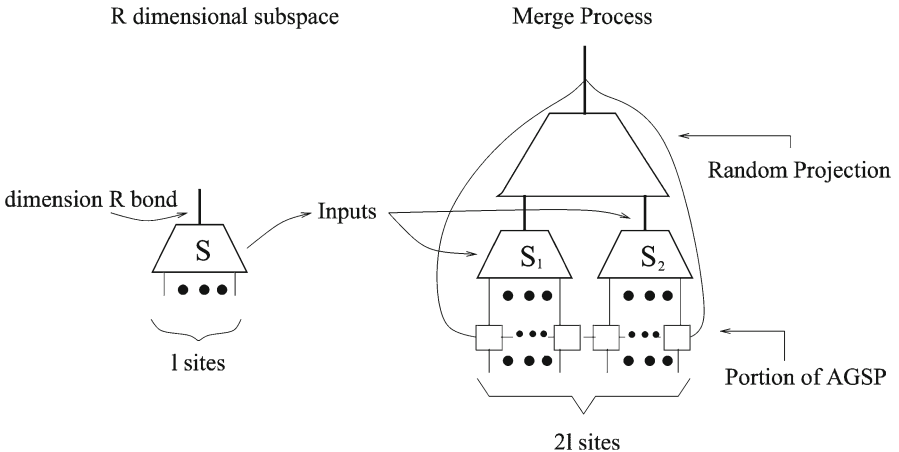 R dimensional subspace
Merge Process
Random Projection
dimension R bond
Inputs
S
S₁
S₂
l sites
Portion of AGSP
2l sites